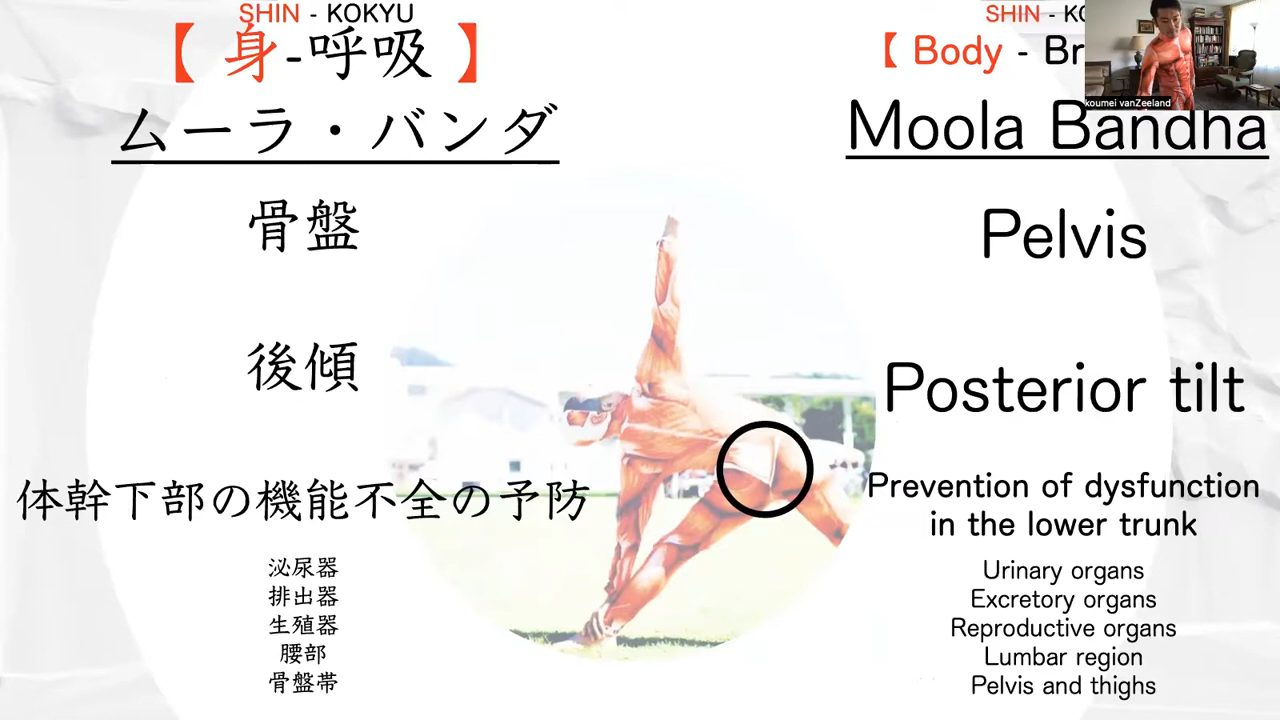 SHIN - KOKYU
【 身-呼吸 】
ムーラ・バンダ
骨盤
後傾
体幹下部の機能不全の予防
泌尿器
排出器
生殖器
腰部
骨盤帯
SHIN -
【 Body -
Moola Bandha
Pelvis
Posterior tilt
Prevention of dysfunction
in the lower trunk
Urinary organs
Excretory organs
Reproductive organs
Lumbar region
Pelvis and thighs
koumei vanZeeland